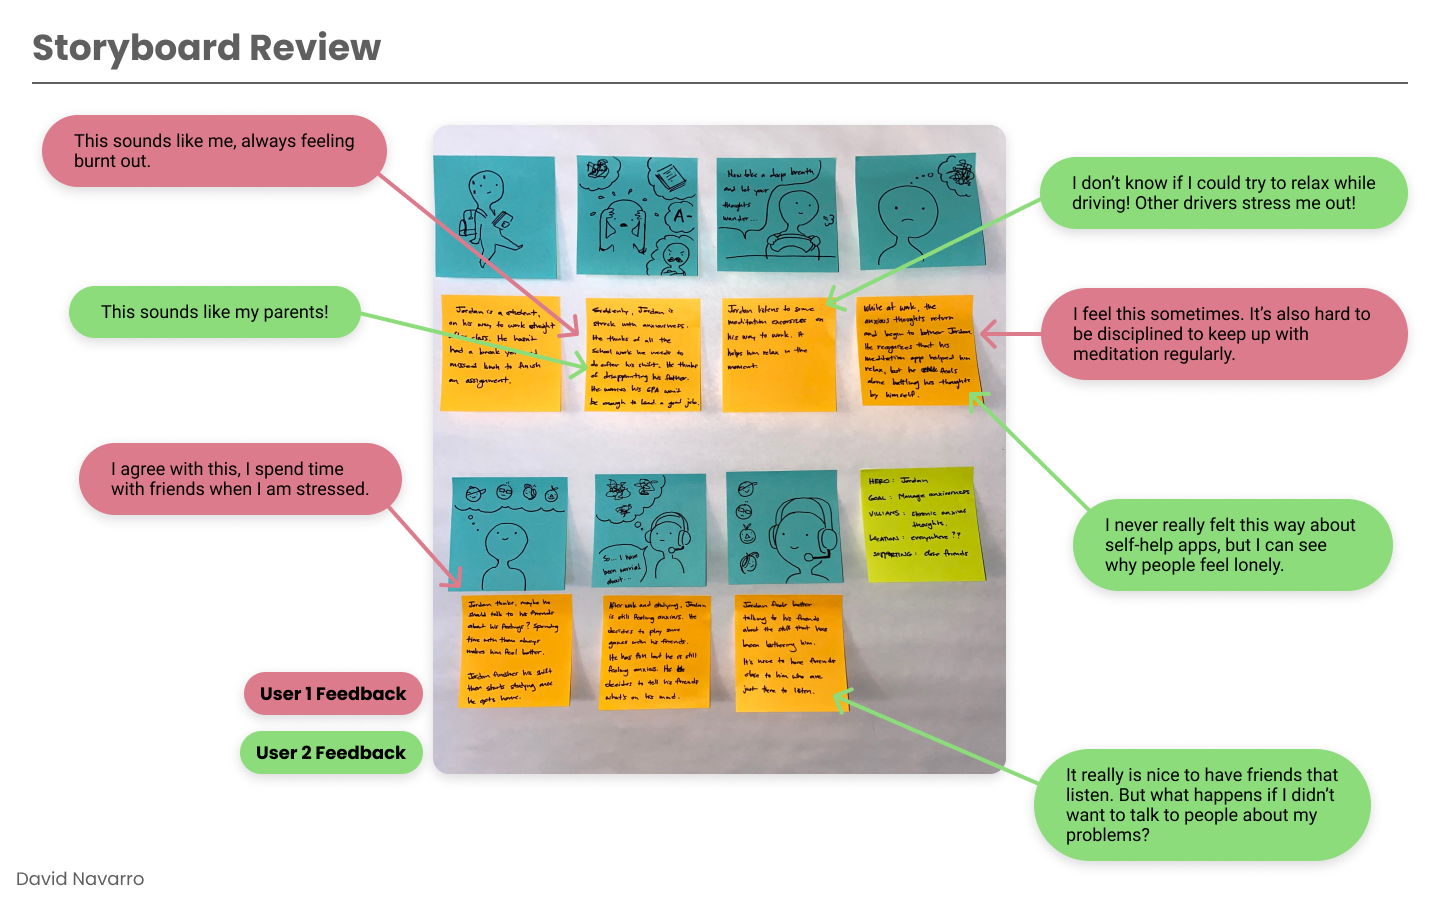 Storyboard Review
This sounds like me, always feeling
burnt out.
This sounds like my parents!
I agree with this, I spend time
with friends when I am stressed.
User 1 Feedback
User 2 Feedback
A-
Now take a deep breath
and let your
thoughts
wander...
Jordan is a student,
on his way to work straight
class. He hasn't
had a break
missed lunch to finish
an assignment.
Suddenly, Jordan is
struck with anxiousness.
He thinks of all the
school work he needs to
do after his shift. He thinks
of disappointing his father.
He worries his GPA won't
be enough to land a good job.
Jordan listens to some
meditation excercises on
his way to work. It
helps him relax in the
moment.
While at work, the
anxious thoughts return
and begin to bother Jordan
He recognizes that his
meditation app helped him
relax, but he feels
alone battling his thoughts
by himself.
So... I have
been worried
about...
HERO: Jordan
GOAL: Manage anxiousness
VILLIANS: chronic anxious
thoughts.
LOCATION: everywhere??
SUPPORTING: close friends
Jordan thinks, maybe he
should talk to his friends
about his feelings? Spending
time with them always
makes him feel better.
Jordan finishes his shift
then starts studying once
he gets home.
After work and studying, Jordan
is still feeling anxious. He
decides to play some
games with his friends.
He has fun but he is still
feeling anxious. He
decides to tell his friends
what's on his mind.
Jordan feels better
talking to his friends
about the stuff that has
been bothering him.
It's nice to have friends
close to him who are
just there to listen.
I don't know if I could try to relax while
driving! Other drivers stress me out!
I feel this sometimes. It's also hard to
be disciplined to keep up with
meditation regularly.
I never really felt this way about
self-help apps, but I can see
why people feel lonely.
It really is nice to have friends that
listen. But what happens if I didn't
want to talk to people about my
problems?
David Navarro